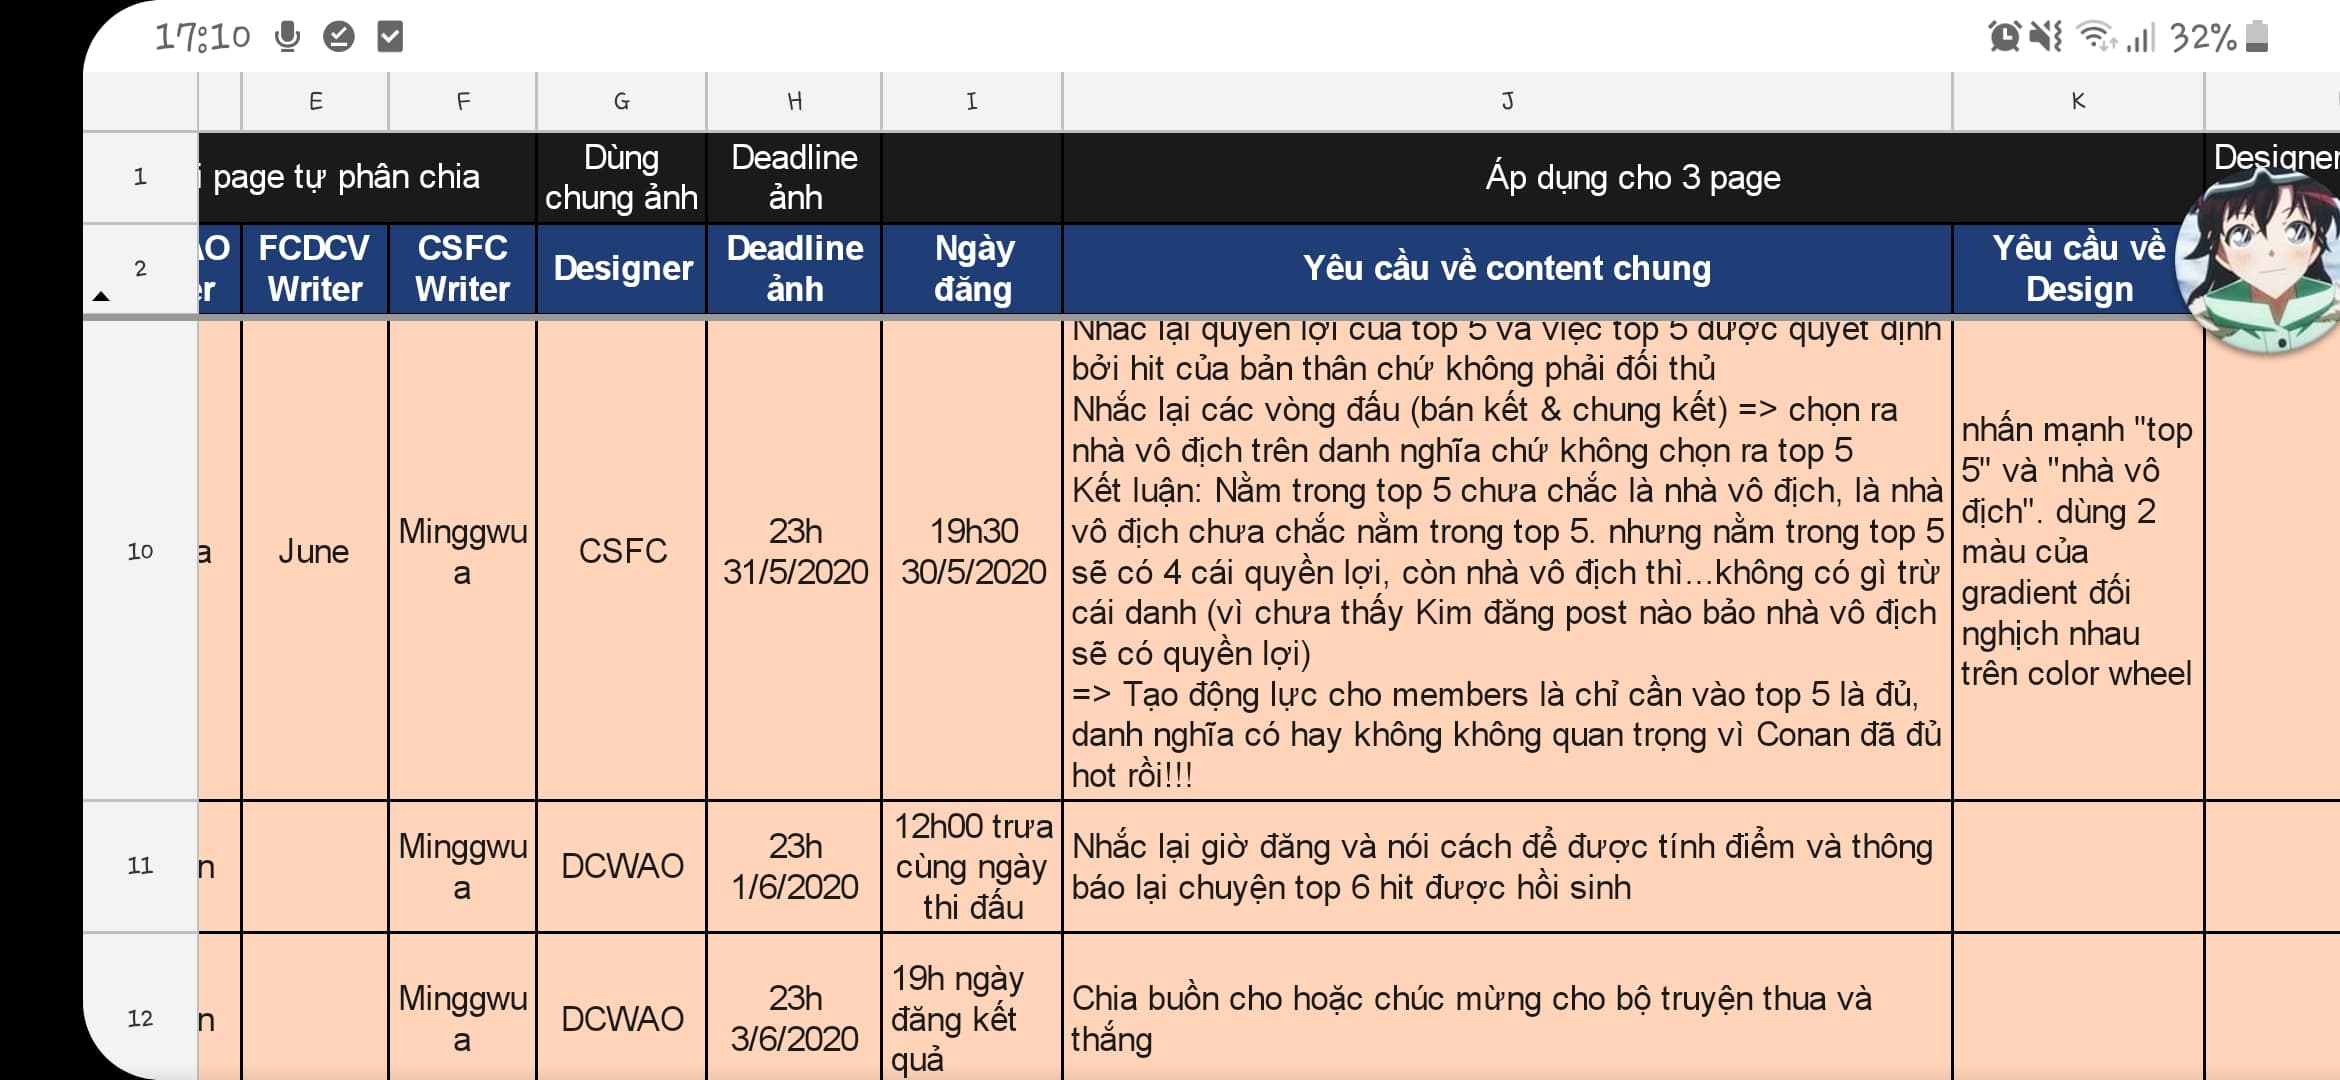 17:10
32%
E F G H I J K
1
i page tự phân chia
Dùng
chung ảnh
Deadline
ảnh
Áp dụng cho 3 page
Designer
2
FCDCV
Writer
CSFC
Writer
Designer
Deadline
ảnh
Ngày
đăng
Yêu cầu về content chung
Yêu cầu về
Design
10
a
June
Minggwu
a
CSFC
23h
31/5/2020
19h30
30/5/2020
Nhắc lại quyền lợi của top 5 và việc top 5 được quyết định
bởi hit của bản thân chứ không phải đối thủ
Nhắc lại các vòng đấu (bán kết & chung kết) => chọn ra
nhà vô địch trên danh nghĩa chứ không chọn ra top 5
Kết luận: Nằm trong top 5 chưa chắc là nhà vô địch, là nhà
vô địch chưa chắc nằm trong top 5. nhưng nằm trong top 5
sẽ có 4 cái quyền lợi, còn nhà vô địch thì...không có gì trừ
cái danh (vì chưa thấy Kim đăng post nào bảo nhà vô địch
sẽ có quyền lợi)
=> Tạo động lực cho members là chỉ cần vào top 5 là đủ,
danh nghĩa có hay không không quan trọng vì Conan đã đủ
hot rồi!!!
nhấn mạnh "top
5" và "nhà vô
địch". dùng 2
màu của
gradient đối
nghịch nhau
trên color wheel
11
n
Minggwu
a
DCWAO
23h
1/6/2020
12h00 trưa
cùng ngày
thi đấu
Nhắc lại giờ đăng và nói cách để được tính điểm và thông
báo lại chuyện top 6 hit được hồi sinh
12
n
Minggwu
a
DCWAO
23h
3/6/2020
19h ngày
đăng kết
quả
Chia buồn cho hoặc chúc mừng cho bộ truyện thua và
thắng